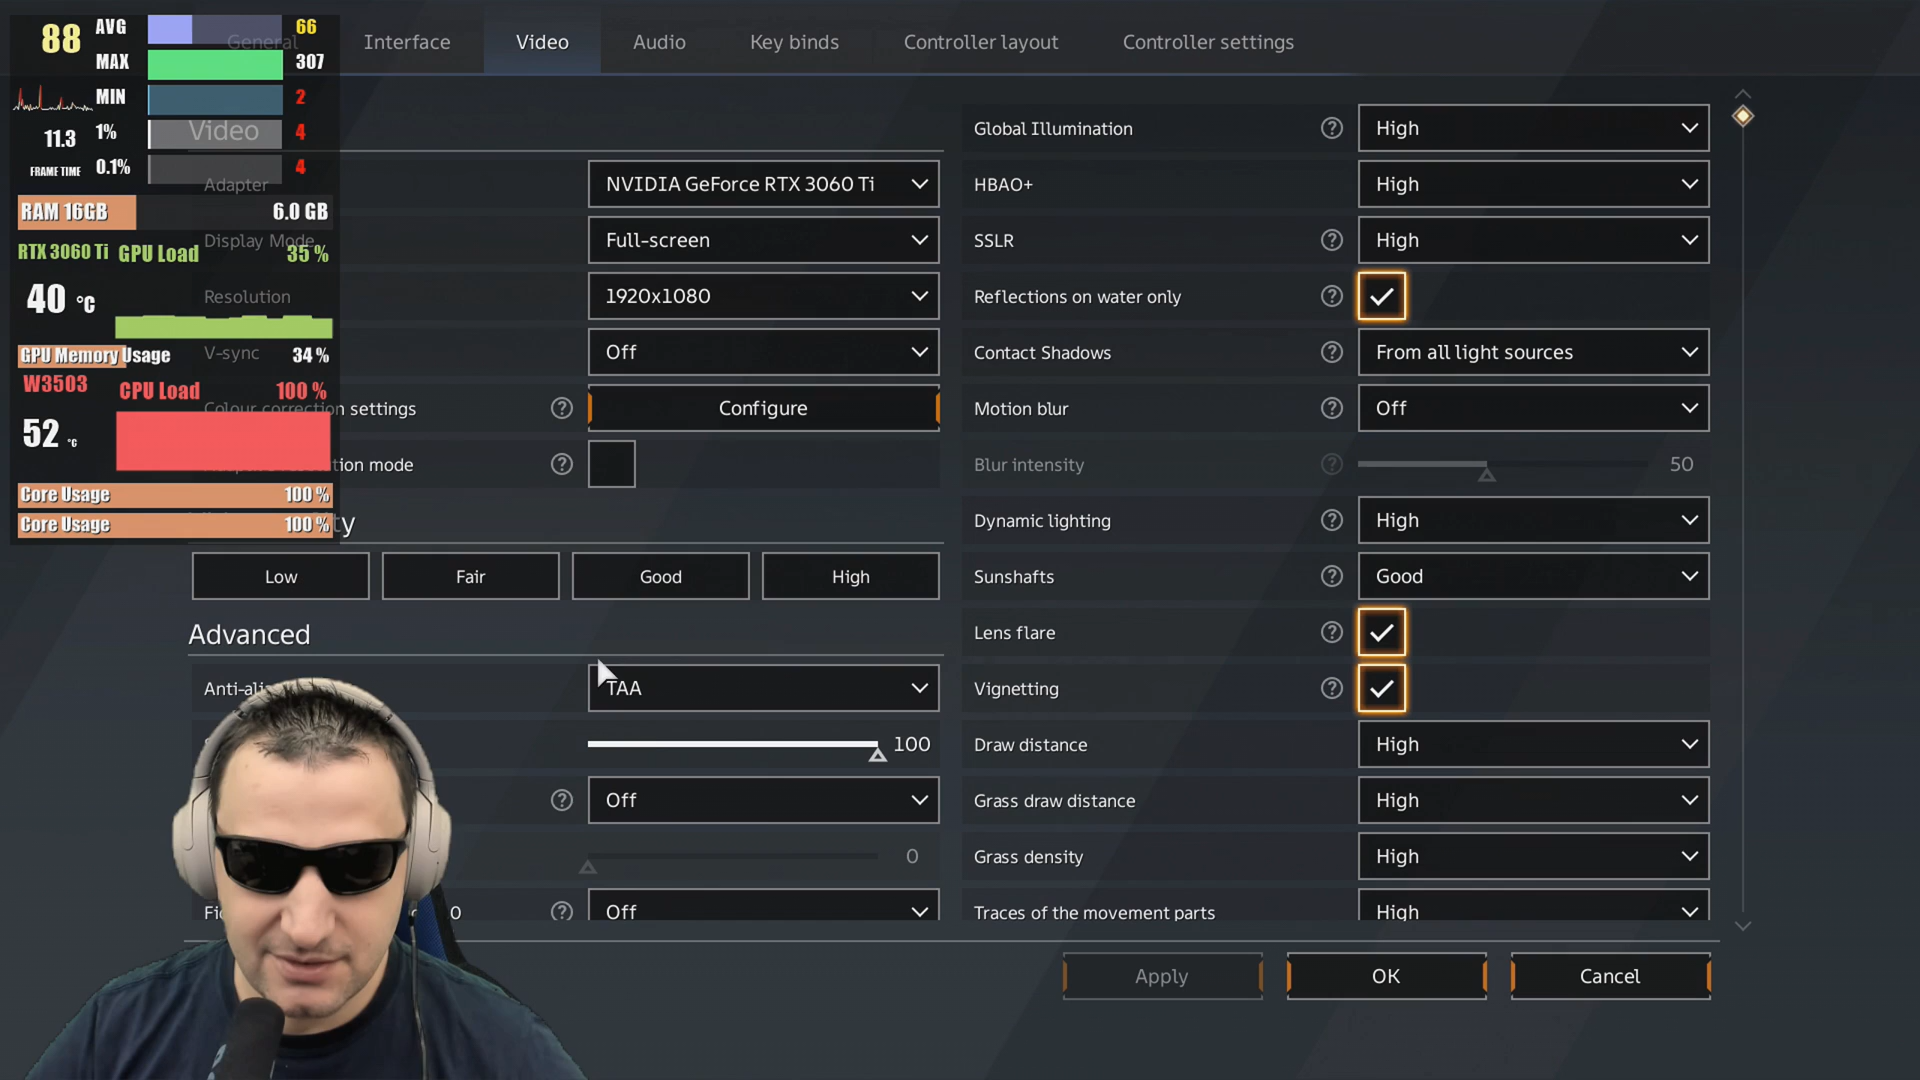 General
Interface
Video
Audio
Key binds
Controller layout
Controller settings
88
AVG
66
MAX
307
MIN
2
11.3
1%
4
FRAME TIME
0.1%
4
RAM 16GB
6.0 GB
RTX 3060 Ti
GPU Load
35 %
40 °C
GPU Memory Usage
34 %
W3503
CPU Load
100 %
52 °C
Core Usage
100 %
Core Usage
100 %
Video
Adapter
NVIDIA GeForce RTX 3060 Ti
Display Mode
Full-screen
Resolution
1920x1080
V-sync
Off
Colour correction settings
Configure
mode
Low
Fair
Good
High
Advanced
TAA
100
Off
0
0
Off
Global Illumination
High
HBAO+
High
SSLR
High
Reflections on water only
Contact Shadows
From all light sources
Motion blur
Off
Blur intensity
50
Dynamic lighting
High
Sunshafts
Good
Lens flare
Vignetting
Draw distance
High
Grass draw distance
High
Grass density
High
Traces of the movement parts
High
Apply
OK
Cancel